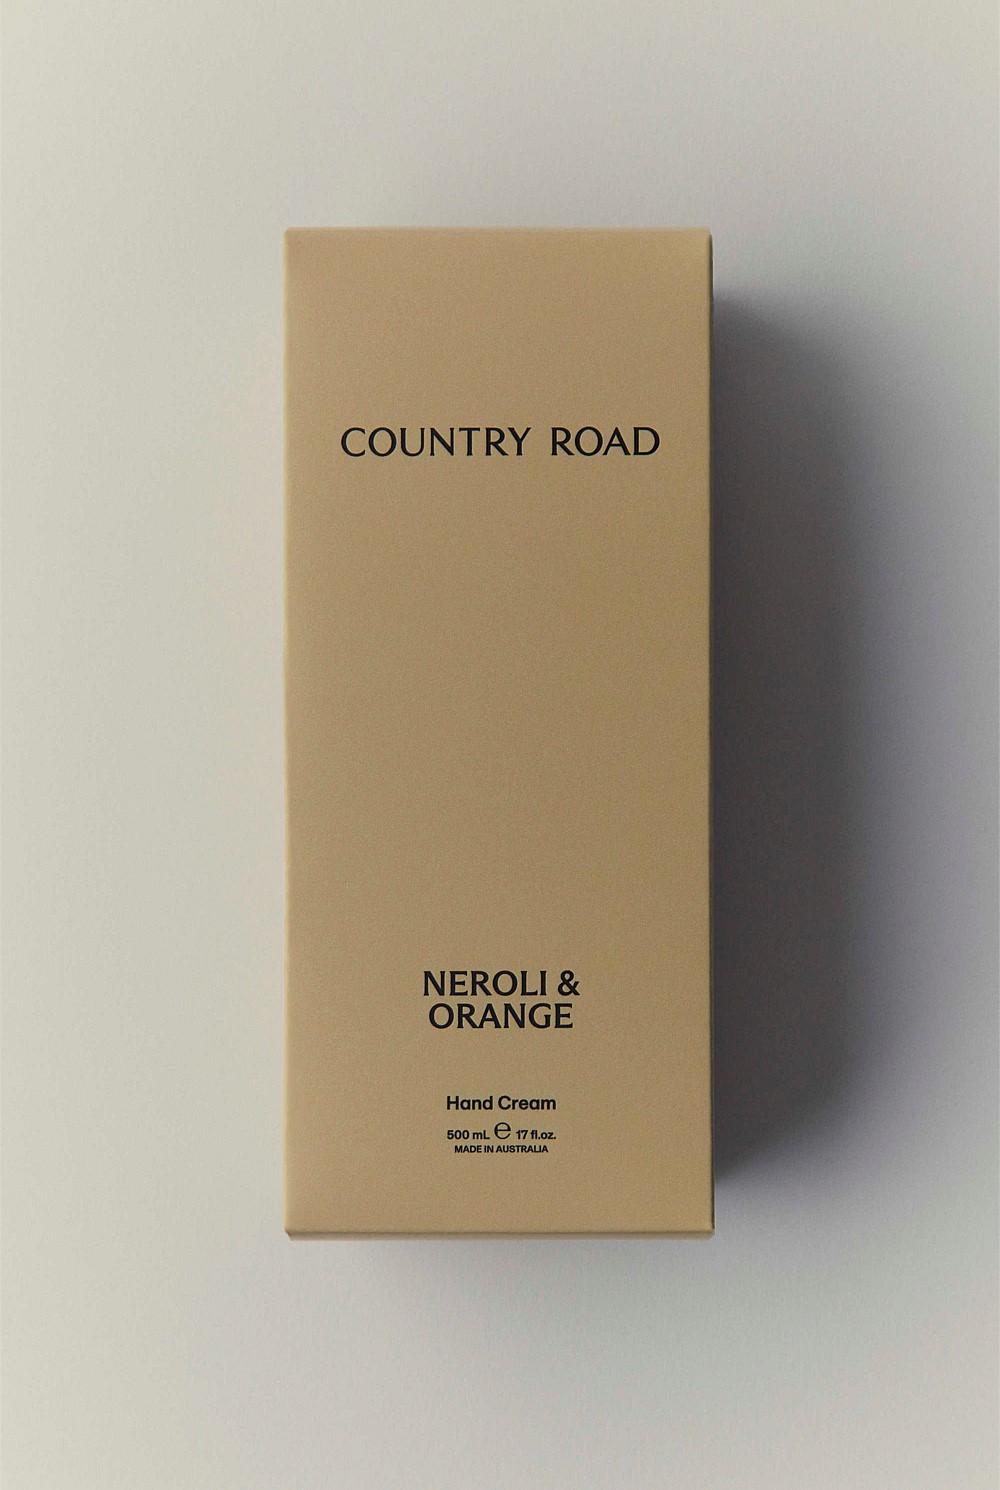 COUNTRY ROAD
NEROLI &
ORANGE
Hand Cream
500 mL ℮ 17 fl.oz.
MADE IN AUSTRALIA